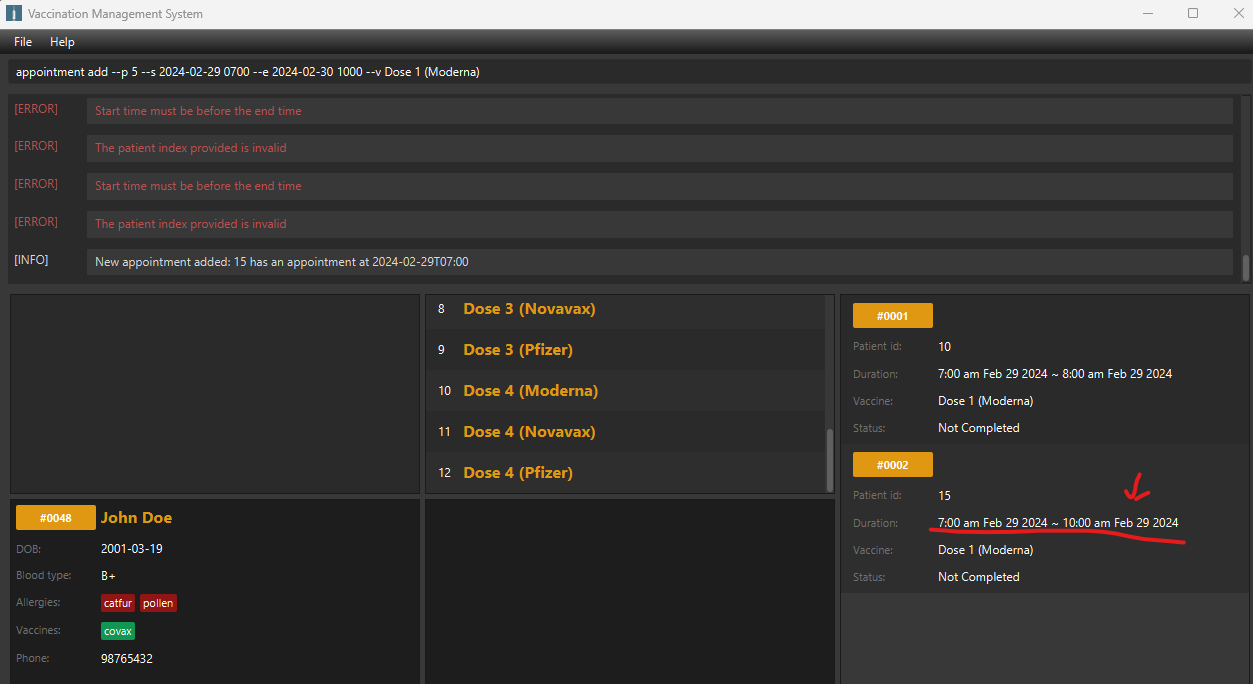 Vaccination Management System
File Help
appointment add --p 5 --s 2024-02-29 0700 --e 2024-02-30 1000 --v Dose 1 (Moderna)
[ERROR] Start time must be before the end time
[ERROR] The patient index provided is invalid
[ERROR] Start time must be before the end time
[ERROR] The patient index provided is invalid
[INFO] New appointment added: 15 has an appointment at 2024-02-29T07:00
8 Dose 3 (Novavax)
9 Dose 3 (Pfizer)
10 Dose 4 (Moderna)
11 Dose 4 (Novavax)
12 Dose 4 (Pfizer)
#0001
Patient id: 10
Duration: 7:00 am Feb 29 2024 ~ 8:00 am Feb 29 2024
Vaccine: Dose 1 (Moderna)
Status: Not Completed
#0002
Patient id: 15
Duration: 7:00 am Feb 29 2024 ~ 10:00 am Feb 29 2024
Vaccine: Dose 1 (Moderna)
Status: Not Completed
#0048 John Doe
DOB: 2001-03-19
Blood type: B+
Allergies: catfur pollen
Vaccines: covax
Phone: 98765432